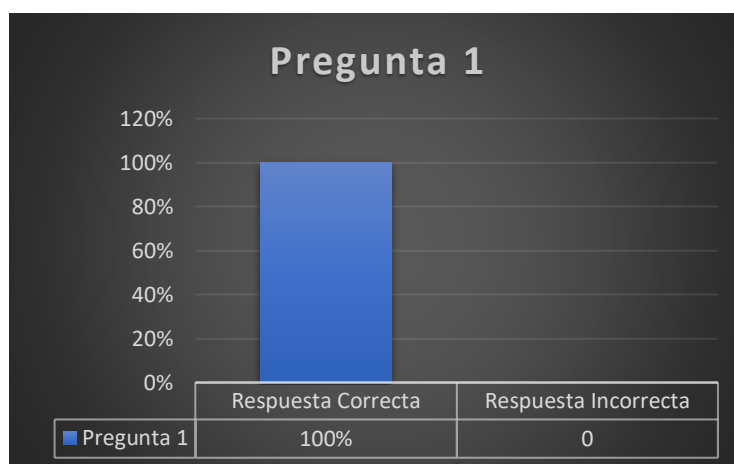 Pregunta 1
120%
100%
80%
60%
40%
20%
0%
Respuesta Correcta Respuesta Incorrecta
Pregunta 1 100% 0